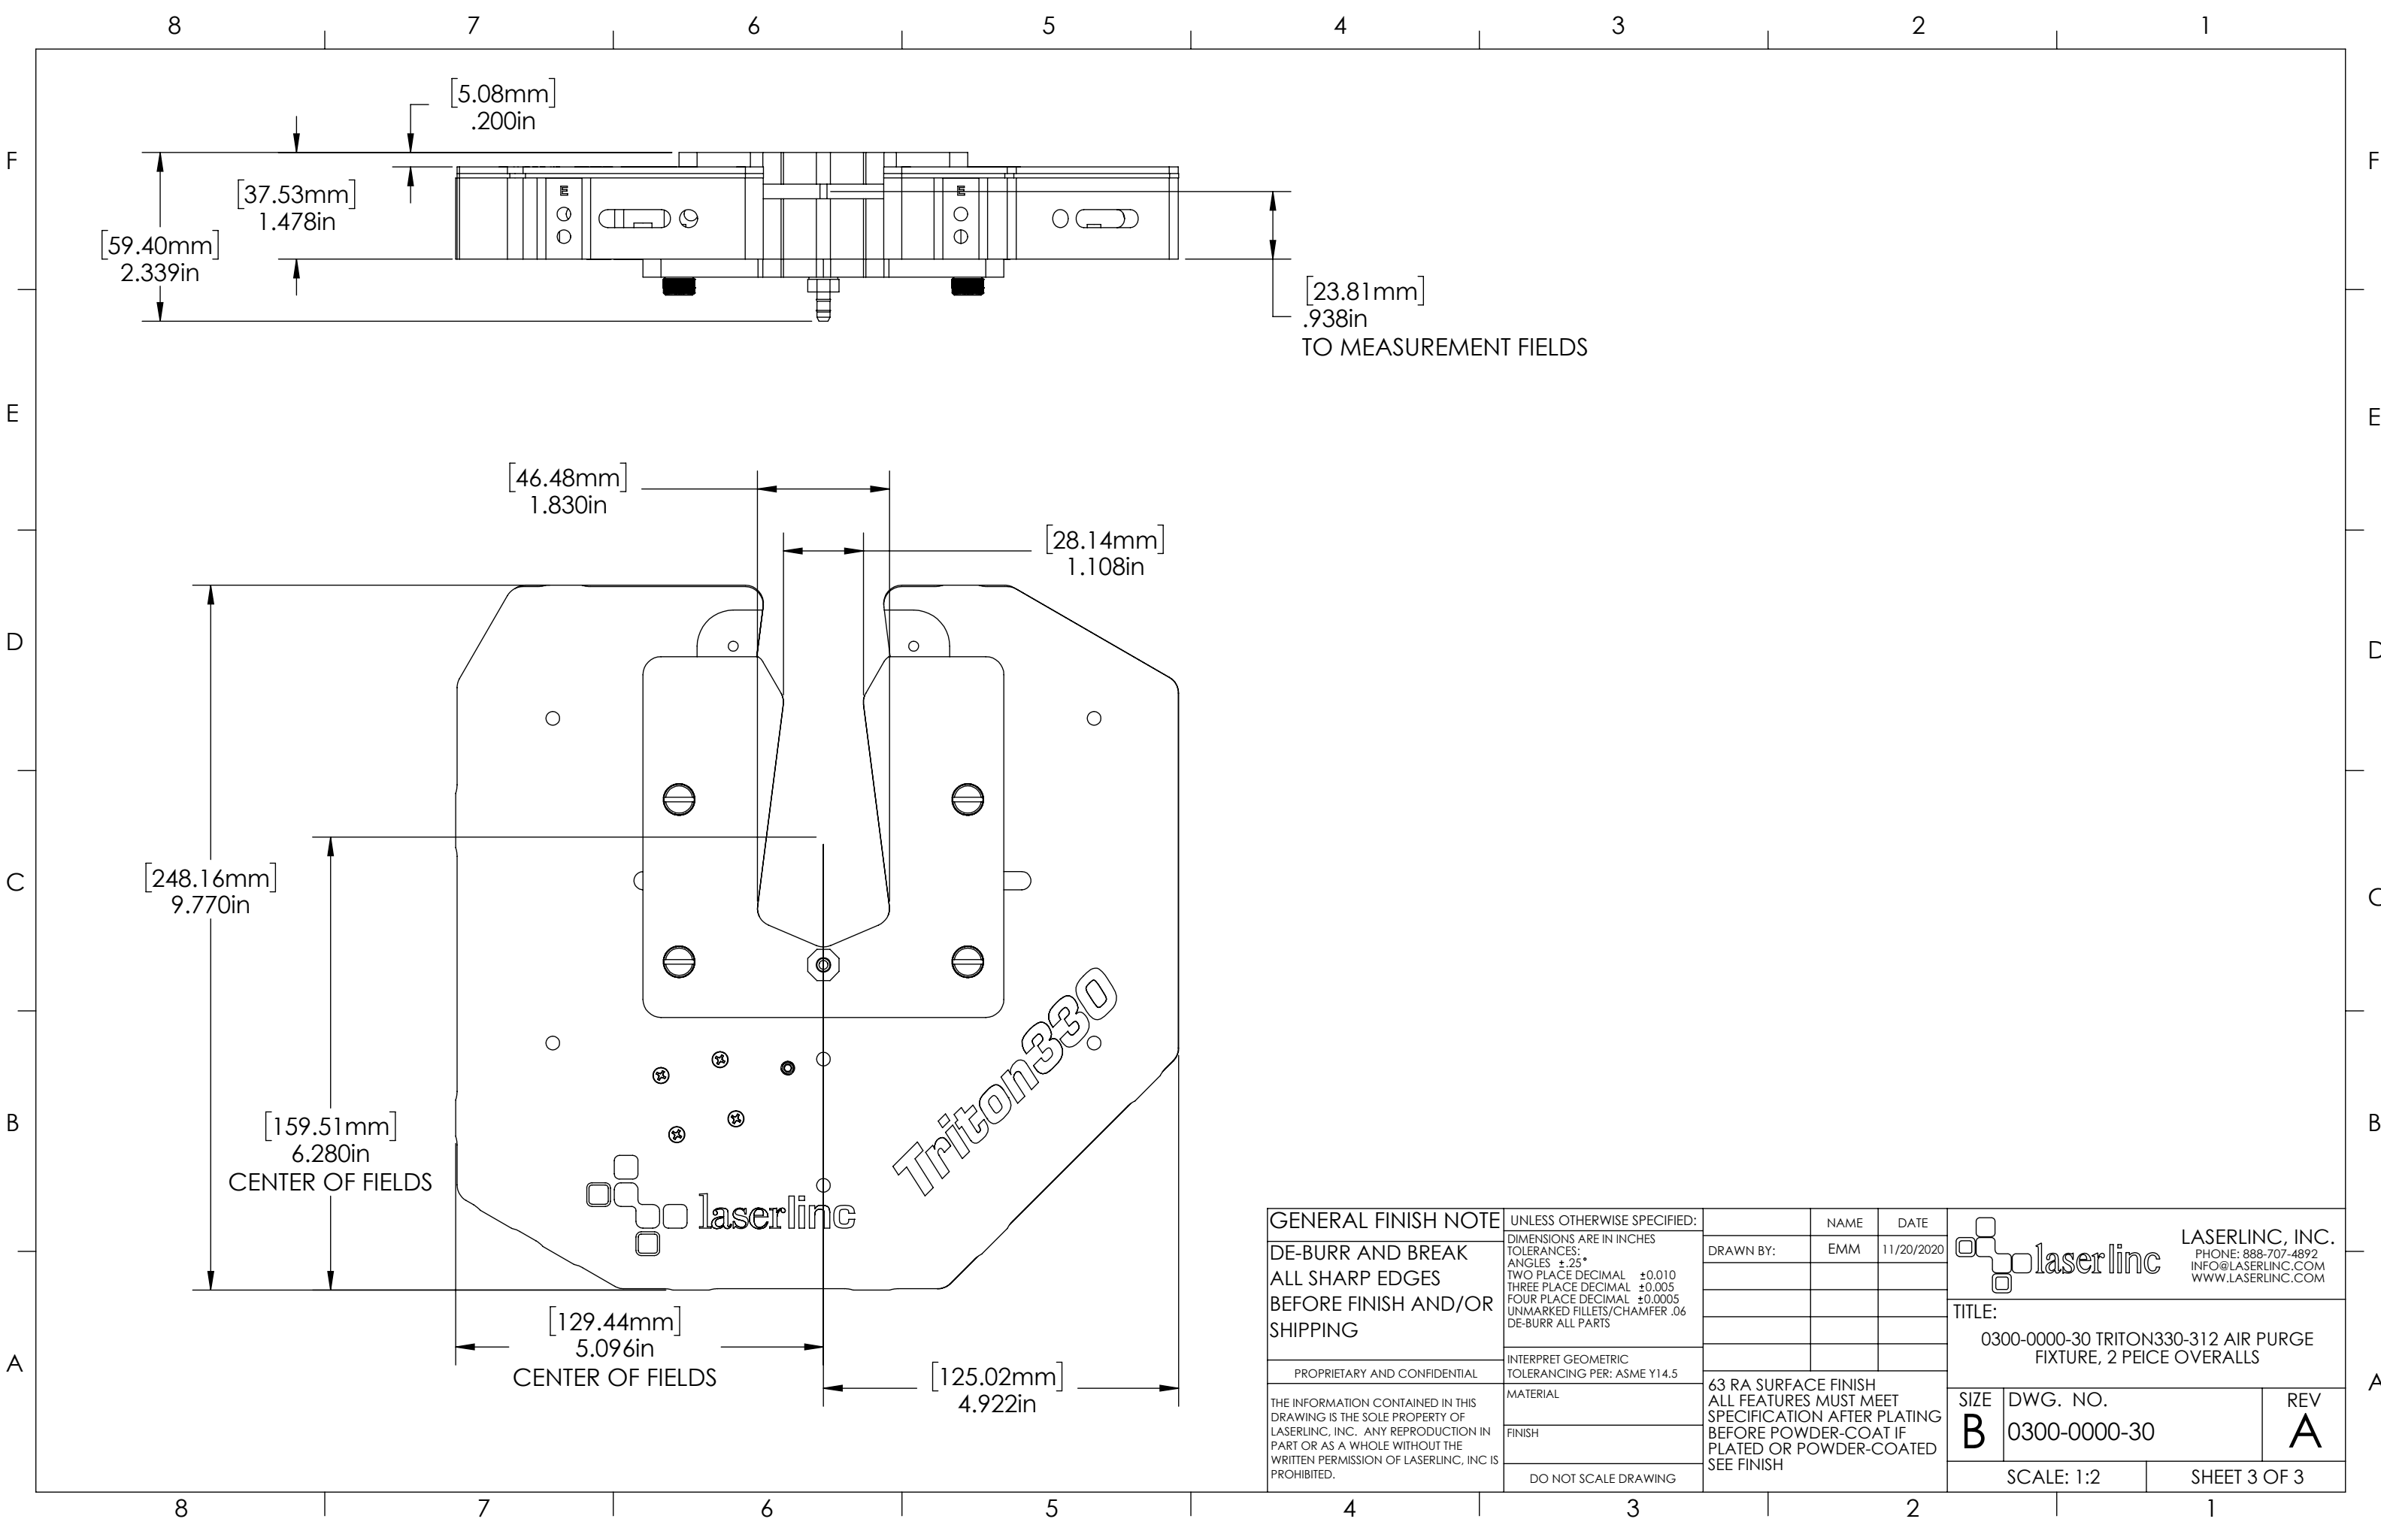 8 7 6 5 4 3 2 1
[5.08mm]
.200in
F
F
[37.53mm]
1.478in
E
E
[59.40mm]
2.339in
[23.81mm]
.938in
TO MEASUREMENT FIELDS
E
E
[46.48mm]
1.830in
[28.14mm]
1.108in
D
D
C
C
[248.16mm]
9.770in
Triton330
B
B
[159.51mm]
6.280in
CENTER OF FIELDS
laserlinc
[129.44mm]
5.096in
CENTER OF FIELDS
[125.02mm]
4.922in
A
A
GENERAL FINISH NOTE
DE-BURR AND BREAK
ALL SHARP EDGES
BEFORE FINISH AND/OR
SHIPPING
PROPRIETARY AND CONFIDENTIAL
THE INFORMATION CONTAINED IN THIS
DRAWING IS THE SOLE PROPERTY OF
LASERLINC, INC. ANY REPRODUCTION IN
PART OR AS A WHOLE WITHOUT THE
WRITTEN PERMISSION OF LASERLINC, INC IS
PROHIBITED.
UNLESS OTHERWISE SPECIFIED:
DIMENSIONS ARE IN INCHES
TOLERANCES:
ANGLES ±.25°
TWO PLACE DECIMAL ±0.010
THREE PLACE DECIMAL ±0.005
FOUR PLACE DECIMAL ±0.0005
UNMARKED FILLETS/CHAMFER .06
DE-BURR ALL PARTS
INTERPRET GEOMETRIC
TOLERANCING PER: ASME Y14.5
MATERIAL
FINISH
DO NOT SCALE DRAWING
NAME DATE
DRAWN BY: EMM 11/20/2020
63 RA SURFACE FINISH
ALL FEATURES MUST MEET
SPECIFICATION AFTER PLATING
BEFORE POWDER-COAT IF
PLATED OR POWDER-COATED
SEE FINISH
laserlinc
LASERLINC, INC.
PHONE: 888-707-4892
INFO@LASERLINC.COM
WWW.LASERLINC.COM
TITLE:
0300-0000-30 TRITON330-312 AIR PURGE
FIXTURE, 2 PEICE OVERALLS
SIZE
B
DWG. NO.
0300-0000-30
REV
A
SCALE: 1:2
SHEET 3 OF 3
8 7 6 5 4 3 2 1